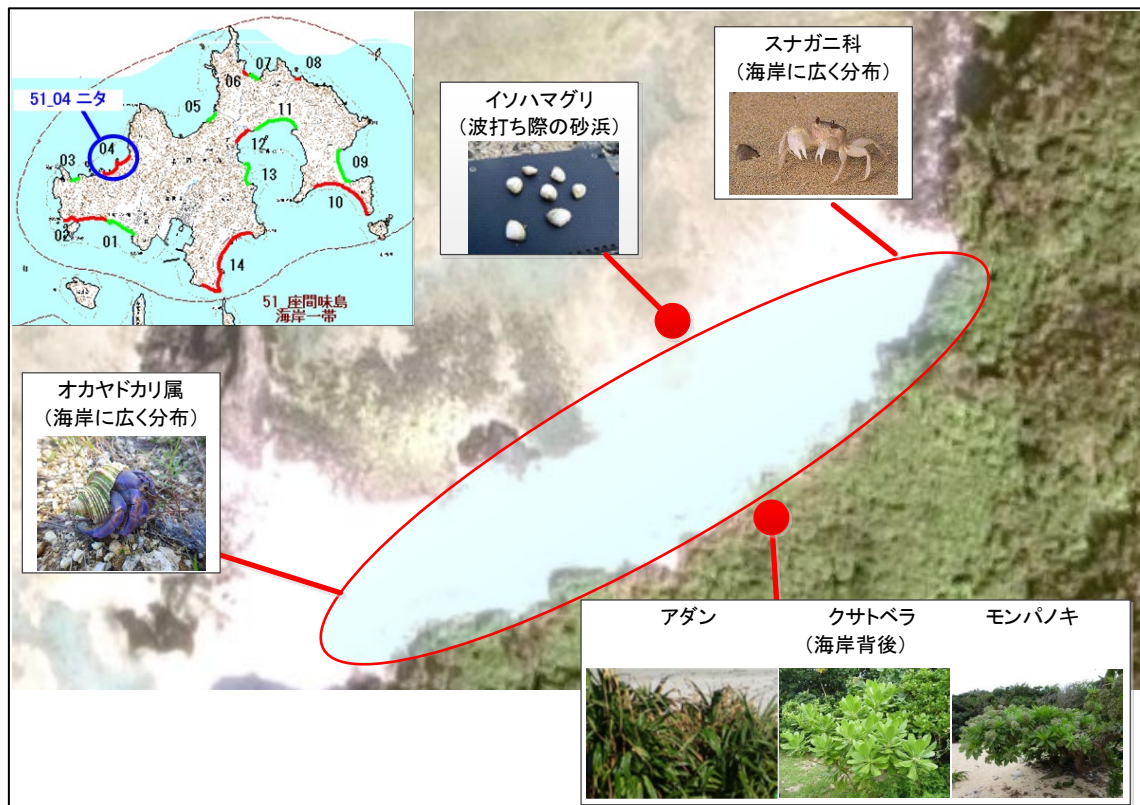 51_04 ニタ
01
02
03
04
05
06
07
08
09
10
11
12
13
14
51_座間味島
海岸一帯
スナガニ科
(海岸に広く分布)
イソハマグリ
(波打ち際の砂浜)
オカヤドカリ属
(海岸に広く分布)
アダン
クサトベラ
モンパノキ
(海岸背後)